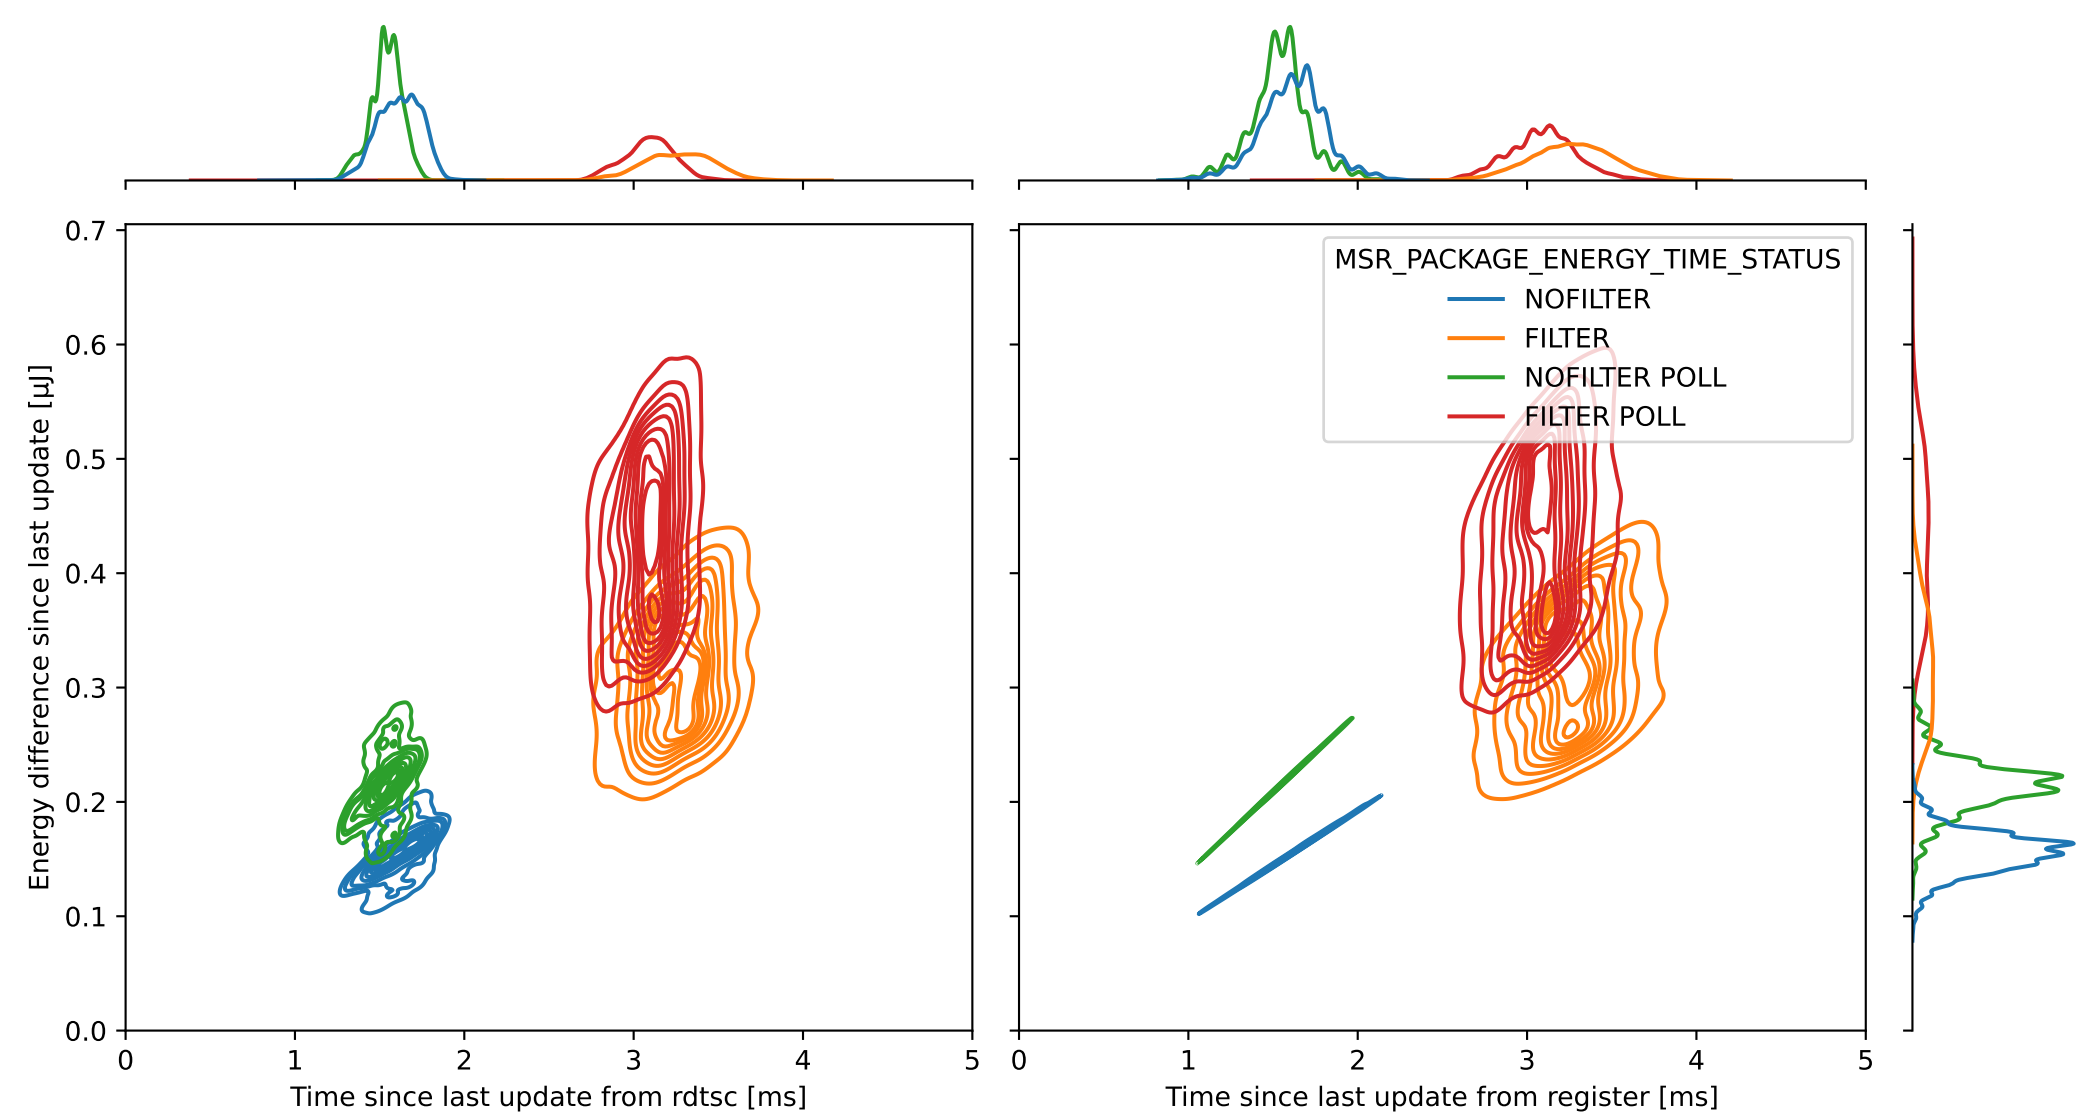 0.7
0.6
0.5
0.4
0.3
0.2
0.1
0.0
Energy difference since last update [µJ]
0 1 2 3 4 5
Time since last update from rdtsc [ms]
MSR_PACKAGE_ENERGY_TIME_STATUS
NOFILTER
FILTER
NOFILTER POLL
FILTER POLL
0 1 2 3 4 5
Time since last update from register [ms]